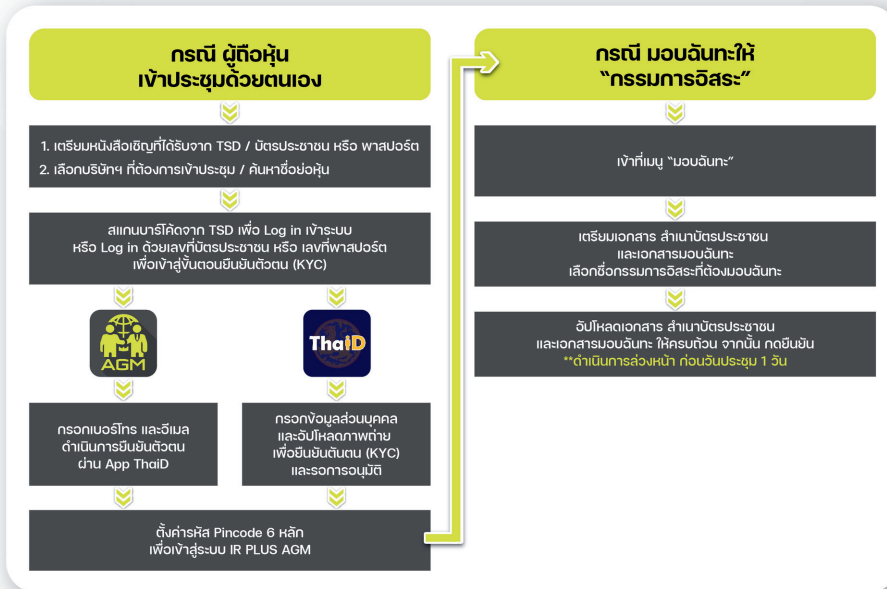 กรณี ผู้ถือหุ้น
เข้าประชุมด้วยตนเอง
1. เตรียมหนังสือเชิญที่ได้รับจาก TSD / บัตรประชาชน หรือ พาสปอร์ต
2. เลือกบริษัทฯ ที่ต้องการเข้าประชุม / ค้นหาชื่อย่อหุ้น
สแกนบาร์โค้ดจาก TSD เพื่อ Log in เข้าระบบ
หรือ Log in ด้วยเลขที่บัตรประชาชน หรือ เลขที่พาสปอร์ต
เพื่อเข้าสู่ขั้นตอนยืนยันตัวตน (KYC)
AGM
ThaiD
กรอกเบอร์โทร และอีเมล
ดำเนินการยืนยันตัวตน
ผ่าน App ThaiD
กรอกข้อมูลส่วนบุคคล
และอัปโหลดภาพถ่าย
เพื่อยืนยันตันตน (KYC)
และรอการอนุมัติ
ตั้งค่ารหัส Pincode 6 หลัก
เพื่อเข้าสู่ระบบ IR PLUS AGM
กรณี มอบฉันทะให้
“กรรมการอิสระ”
เข้าที่เมนู “มอบฉันทะ”
เตรียมเอกสาร สำเนาบัตรประชาชน
และเอกสารมอบฉันทะ
เลือกชื่อกรรมการอิสระที่ต้องมอบฉันทะ
อัปโหลดเอกสาร สำเนาบัตรประชาชน
และเอกสารมอบฉันทะ ให้ครบถ้วน จากนั้น กดยืนยัน
**ดำเนินการล่วงหน้า ก่อนวันประชุม 1 วัน